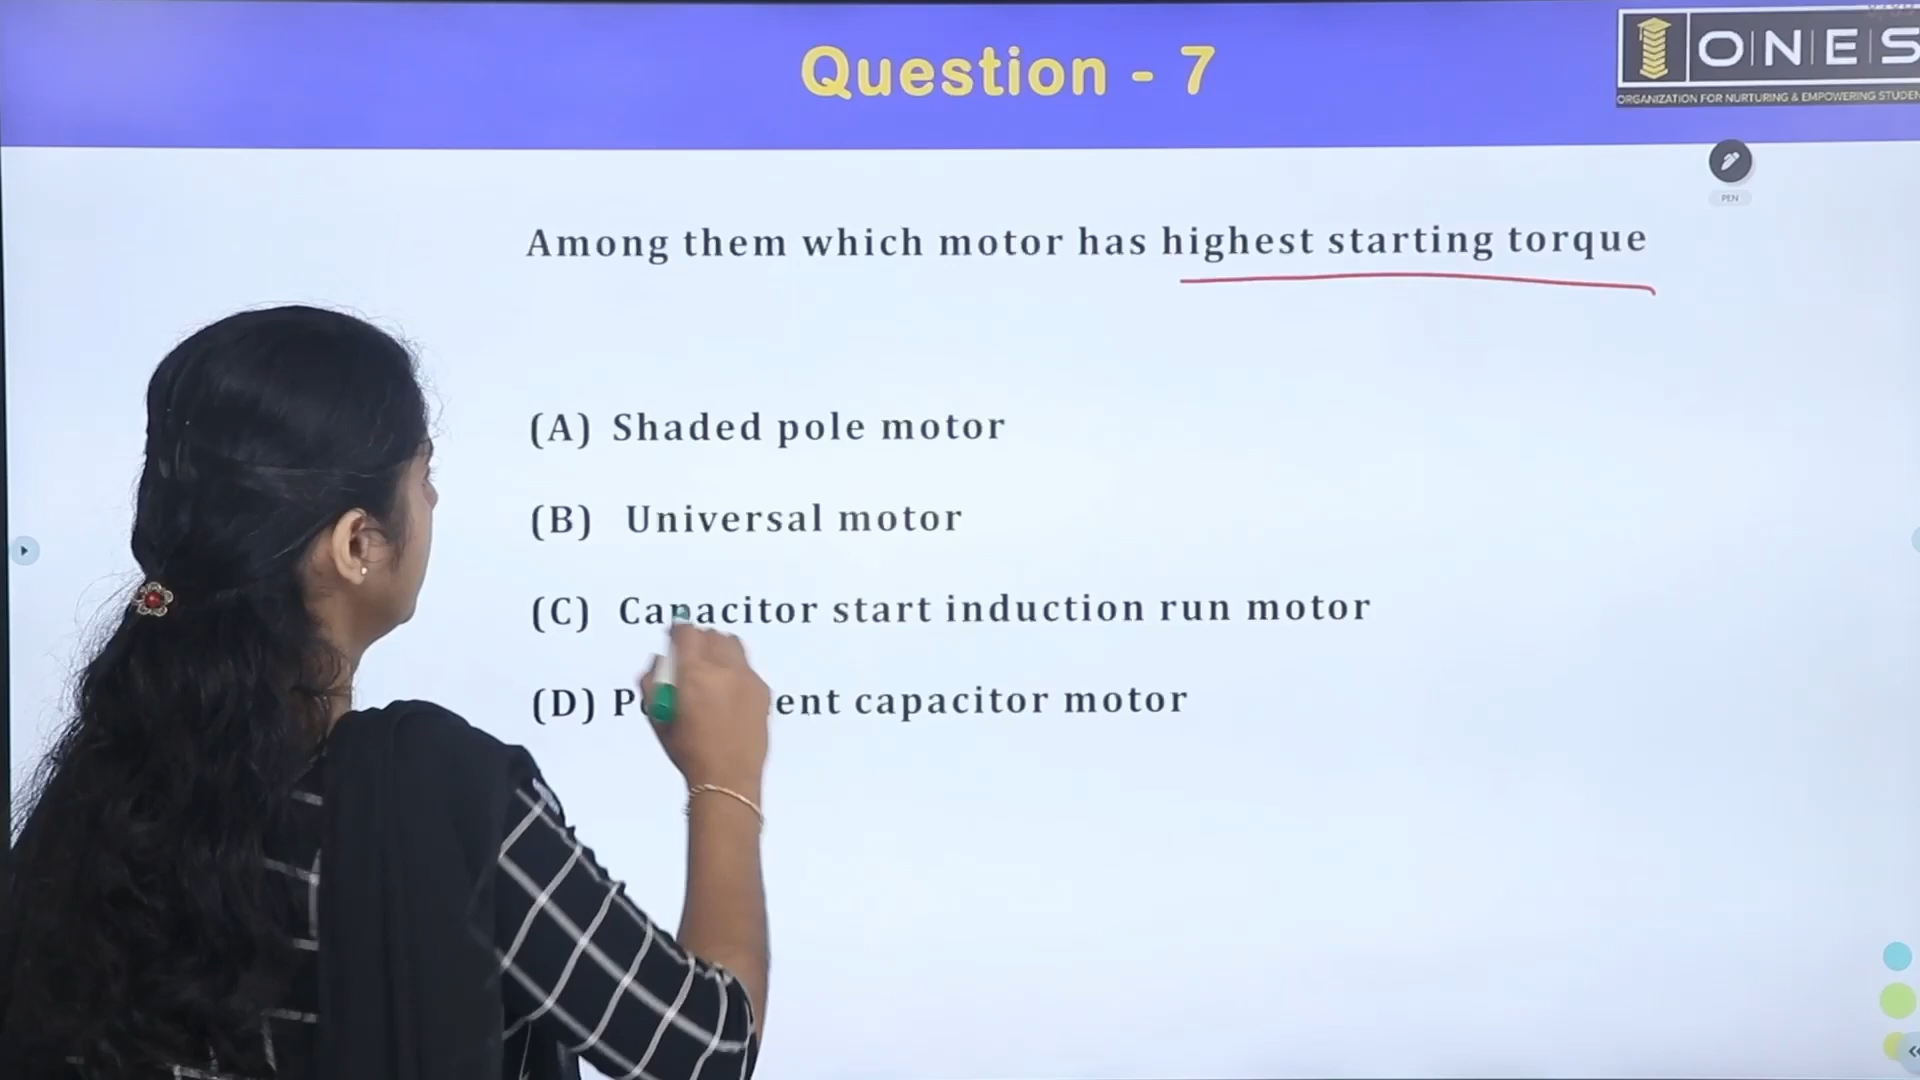 Question - 7
ONES
ORGANIZATION FOR NURTURING & EMPOWERING STUDEN
PEN
Among them which motor has highest starting torque
(A) Shaded pole motor
(B) Universal motor
(C) Capacitor start induction run motor
(D) capacitor motor